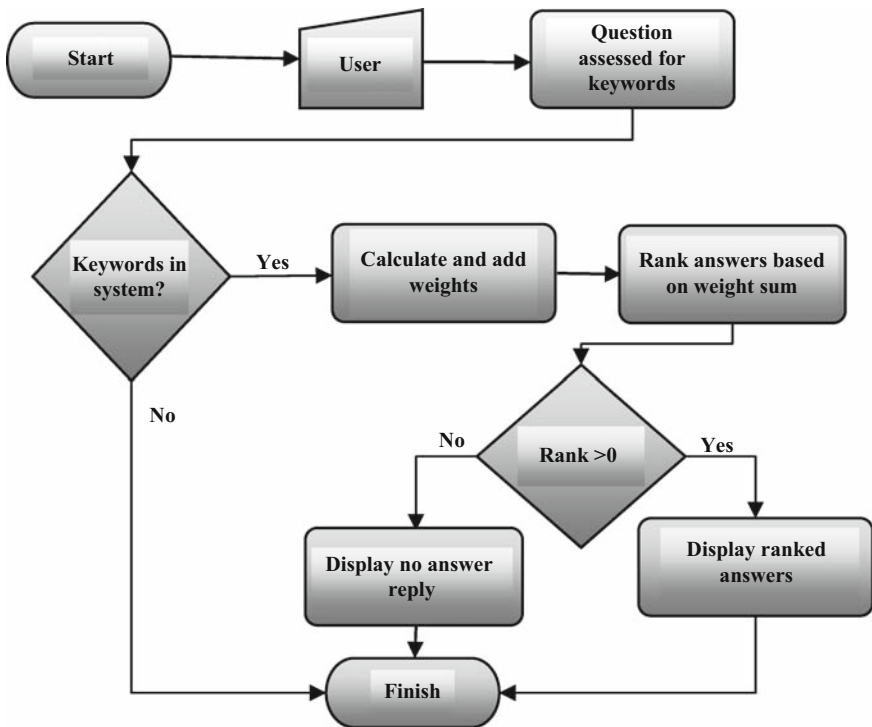 Start
User
Question
assessed for
keywords
Keywords in
system?
Yes
Calculate and add
weights
Rank answers based
on weight sum
No
No
Rank >0
Yes
Display no answer
reply
Display ranked
answers
Finish